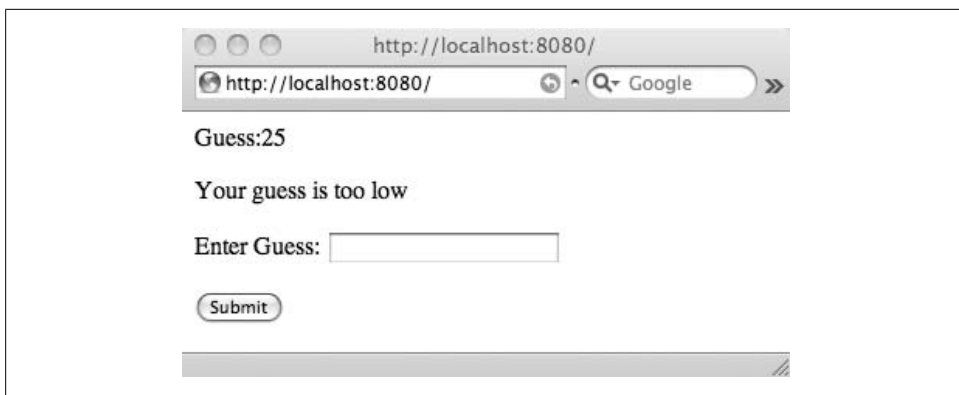 http://localhost:8080/
http://localhost:8080/
Google
Guess:25
Your guess is too low
Enter Guess:
Submit